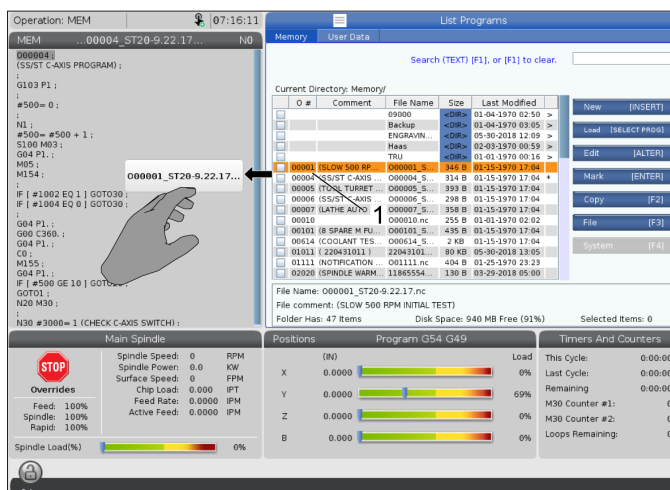 Operation: MEM
07:16:11
List Programs
MEM ...00004_ST20-9.22.17... N0
O00004 ;
(SS/ST C-AXIS PROGRAM) ;
;
G103 P1 ;
;
#500= 0 ;
;
N1 ;
#500= #500 + 1 ;
S100 M03 ;
G04 P1. ;
M05 ;
M154 ;
;
IF [ #1002 EQ 1 ] GOTO30 ;
IF [ #1004 EQ 0 ] GOTO30 ;
;
G04 P1. ;
G00 C360. ;
G04 P1. ;
C0 ;
M155 ;
G04 P1. ;
IF [ #500 GE 10 ] GOTO20 ;
GOTO1 ;
N20 M30 ;
;
N30 #3000= 1 (CHECK C-AXIS SWITCH) ;
O00001_ST20-9.22.17...
1
Memory User Data
Search (TEXT) [F1], or [F1] to clear.
Current Directory: Memory/
O # Comment File Name Size Last Modified
09000 <DIR> 01-04-1970 02:50 >
Backup <DIR> 01-04-1970 03:05 >
ENGRAVIN... <DIR> 05-30-2018 12:09 >
Haas <DIR> 02-03-1970 00:59 >
TRU <DIR> 01-01-1970 00:16 >
00001 (SLOW 500 RP... O00001_S... 346 B 01-15-1970 17:04
00004 (SS/ST C-AXIS ... O00004_S... 314 B 01-15-1970 17:04 *
00005 (TOOL TURRET ... O00005_S... 393 B 01-15-1970 17:04
00006 (SS/ST C-AXIS ... O00006_S... 298 B 01-15-1970 17:04
00007 (LATHE AUTO O00007_S... 358 B 01-15-1970 17:04
00010 O00010.nc 255 B 01-01-1970 02:02
00101 (8 SPARE M FU... O00101_S... 435 B 01-15-1970 17:04
00614 (COOLANT TES... O00614_S... 2 KB 01-15-1970 17:04
01011 ( 220431011 ) 22043101... 80 KB 05-30-2018 13:05
01111 (NOTIFICATION ... O01111.nc 404 B 01-25-1970 23:23
02020 (SPINDLE WARM... 11865554... 130 B 03-29-2018 05:00
New [INSERT]
Load [SELECT PROG]
Edit [ALTER]
Mark [ENTER]
Copy [F2]
File [F3]
System [F4]
File Name: O00001_ST20-9.22.17.nc
File comment: (SLOW 500 RPM INITIAL TEST)
Folder Has: 47 Items Disk Space: 940 MB Free (91%) Selected Items: 0
Main Spindle
STOP
Overrides
Feed: 100%
Spindle: 100%
Rapid: 100%
Spindle Speed: 0 RPM
Spindle Power: 0.0 KW
Surface Speed: 0 FPM
Chip Load: 0.000 IPT
Feed Rate: 0.0000 IPM
Active Feed: 0.0000 IPM
Spindle Load(%) 0%
Positions Program G54 G49
(IN) Load
X 0.0000 0%
Y 0.0000 69%
Z 0.0000 0%
B 0.000 0%
Timers And Counters
This Cycle: 0:00:00
Last Cycle: 0:00:00
Remaining 0:00:00
M30 Counter #1: 0
M30 Counter #2: 0
Loops Remaining: 0